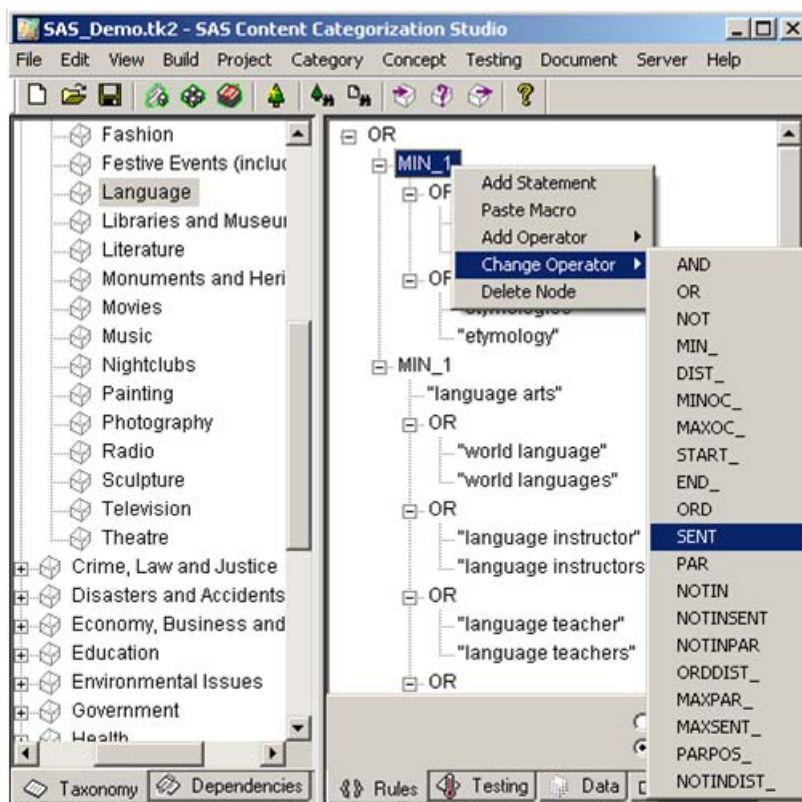 SAS_Demo.tk2 - SAS Content Categorization Studio
File Edit View Build Project Category Concept Testing Document Server Help
Fashion
Festive Events (includ
Language
Libraries and Museu
Literature
Monuments and Heri
Movies
Music
Nightclubs
Painting
Photography
Radio
Sculpture
Television
Theatre
Crime, Law and Justice
Disasters and Accidents
Economy, Business and
Education
Environmental Issues
Government
Health
Taxonomy Dependencies
OR
MIN_1
OR
OR
"etymology"
MIN_1
"language arts"
OR
"world language"
"world languages"
OR
"language instructor"
"language instructors
OR
"language teacher"
"language teachers"
OR
Rules Testing Data
Add Statement
Paste Macro
Add Operator
Change Operator
Delete Node
AND
OR
NOT
MIN_
DIST_
MINOC_
MAXOC_
START_
END_
ORD
SENT
PAR
NOTIN
NOTINSENT
NOTINPAR
ORDDIST_
MAXPAR_
MAXSENT_
PARPOS_
NOTINDIST_